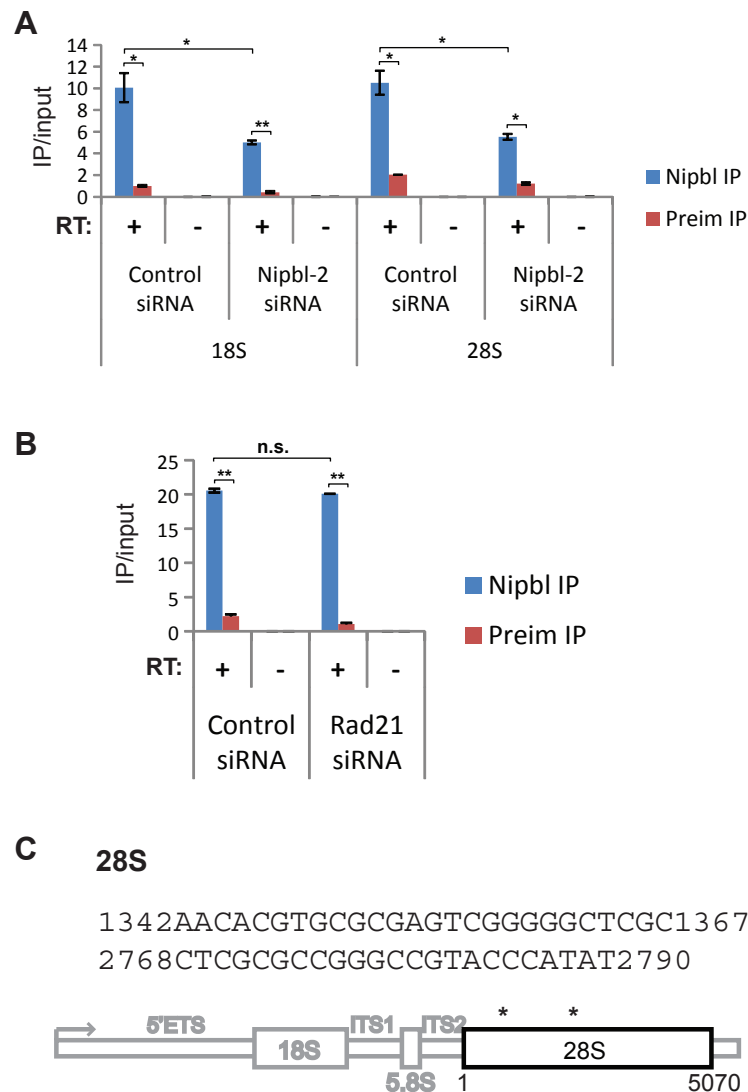 A
IP/input
14
12
10
8
6
4
2
0
*
*
*
**
*
*
Nipbl IP
Preim IP
RT: + - + - + - + -
Control siRNA
Nipbl-2 siRNA
Control siRNA
Nipbl-2 siRNA
18S
28S
B
IP/input
25
20
15
10
5
0
n.s.
**
**
Nipbl IP
Preim IP
RT: + - + -
Control siRNA
Rad21 siRNA
C
28S
1342AACACGTGCGCGAGTCGGGGGCTCGC1367
2768CTCGCGCCGGGCCGTACCCATAT2790
5'ETS
18S
ITS1
5.8S
ITS2
* *
28S
1 5070